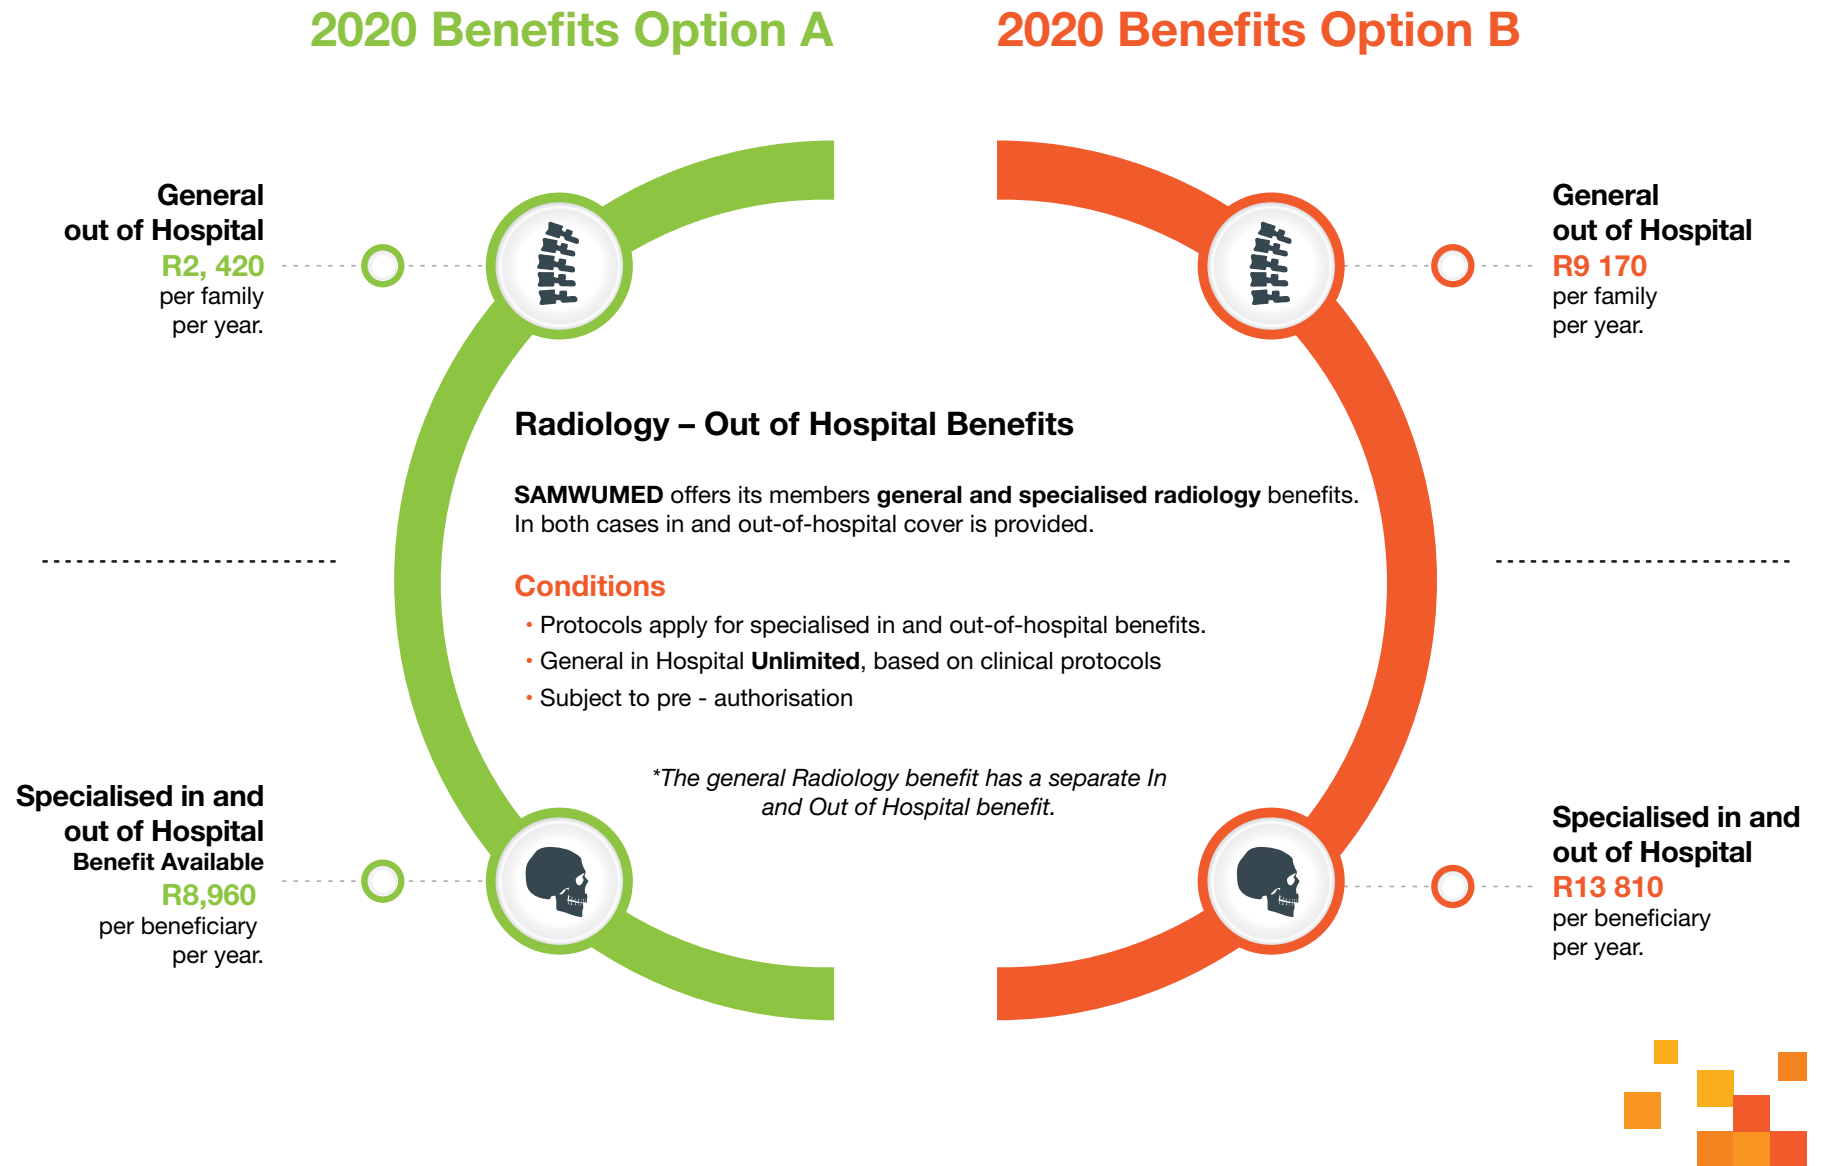 2020 Benefits Option A
2020 Benefits Option B
General
out of Hospital
R2, 420
per family
per year.
General
out of Hospital
R9 170
per family
per year.
Radiology – Out of Hospital Benefits
SAMWUMED offers its members general and specialised radiology benefits.
In both cases in and out-of-hospital cover is provided.
Conditions
• Protocols apply for specialised in and out-of-hospital benefits.
• General in Hospital Unlimited, based on clinical protocols
• Subject to pre - authorisation
*The general Radiology benefit has a separate In
and Out of Hospital benefit.
Specialised in and
out of Hospital
Benefit Available
R8,960
per beneficiary
per year.
Specialised in and
out of Hospital
R13 810
per beneficiary
per year.